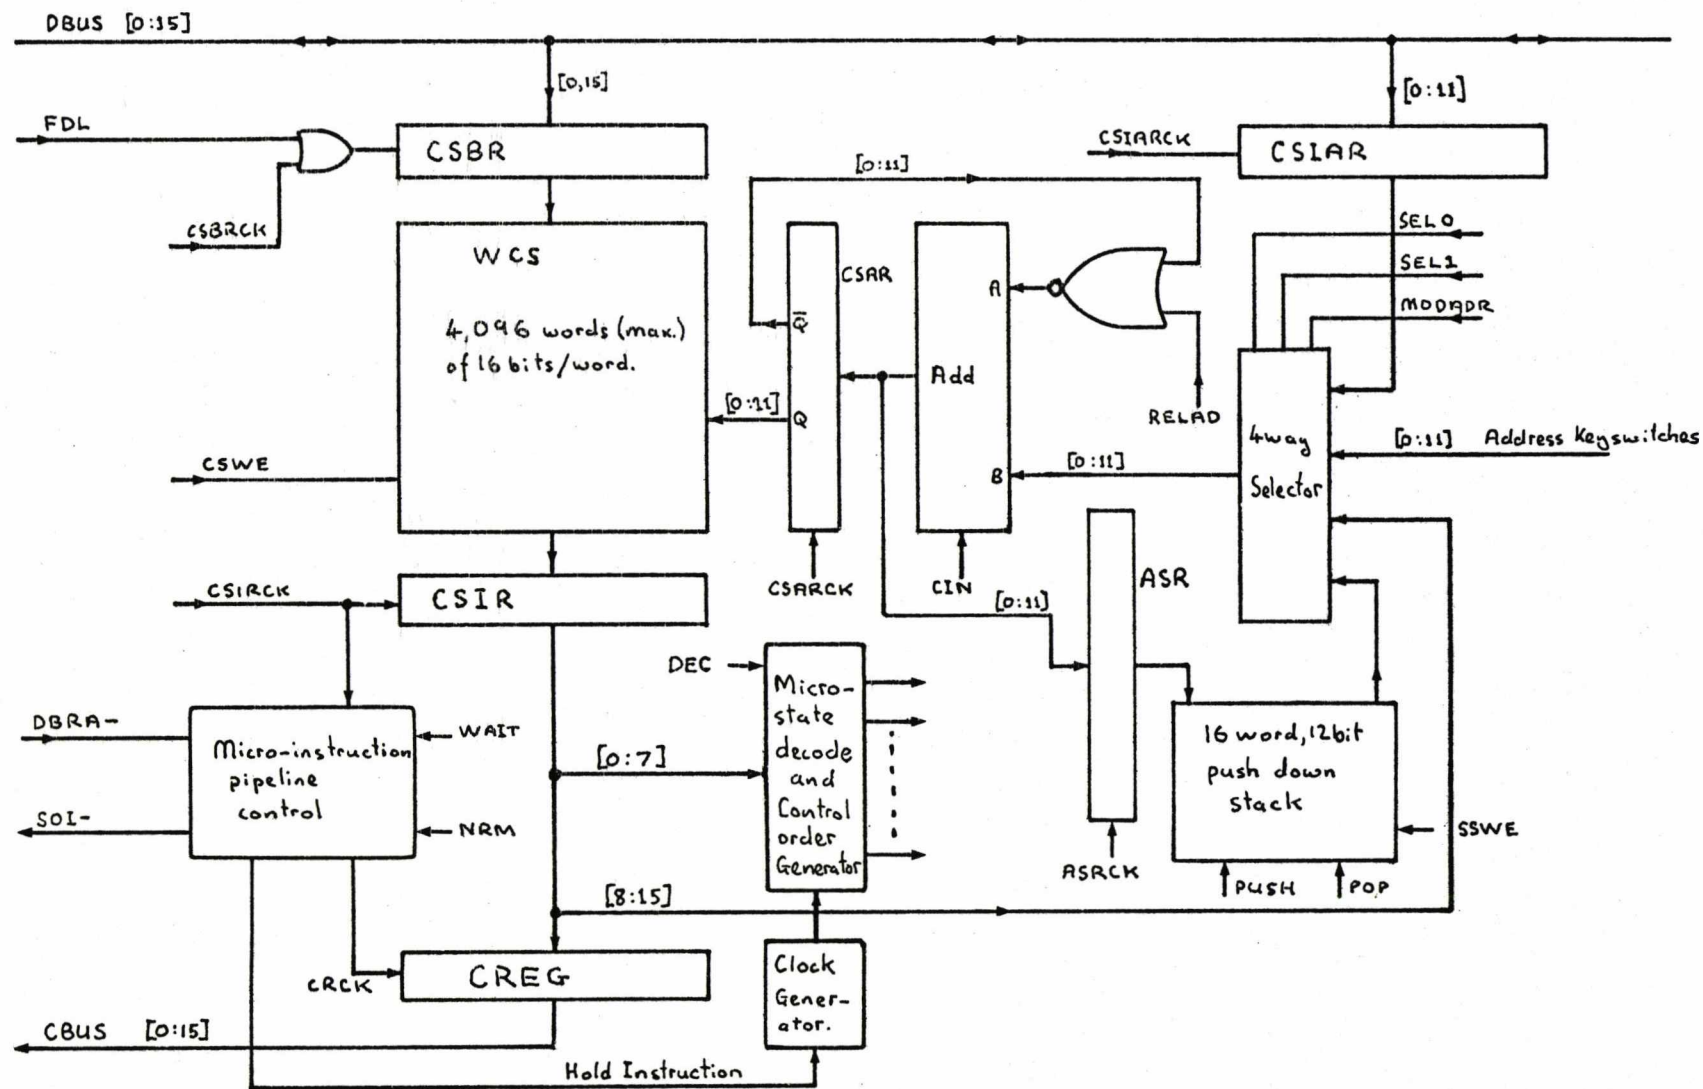 DBUS [0:15]
[0,15]
[0:11]
FDL
CSBR
CSIARCK
CSIAR
[0:11]
CSBRCK
SEL0
WCS
CSAR
SEL1
A
MODADR
4,096 words (max.)
of 16 bits/word.
Q̅
Add
[0:11]
Q
RELAD
4way
Selector
[0:11] Address Keyswitches
CSWE
[0:11]
B
CSIRCK
CSIR
CSARCK
CIN
[0:11]
ASR
DEC
Micro-
state
decode
and
Control
order
Generator
DBRA-
WAIT
Micro-instruction
pipeline
control
[0:7]
16 word, 12bit
push down
stack
SOI-
NRM
SSWE
ASRCK
PUSH
POP
[8:15]
CRCK
CREG
Clock
Gener-
ator.
CBUS [0:15]
Hold Instruction